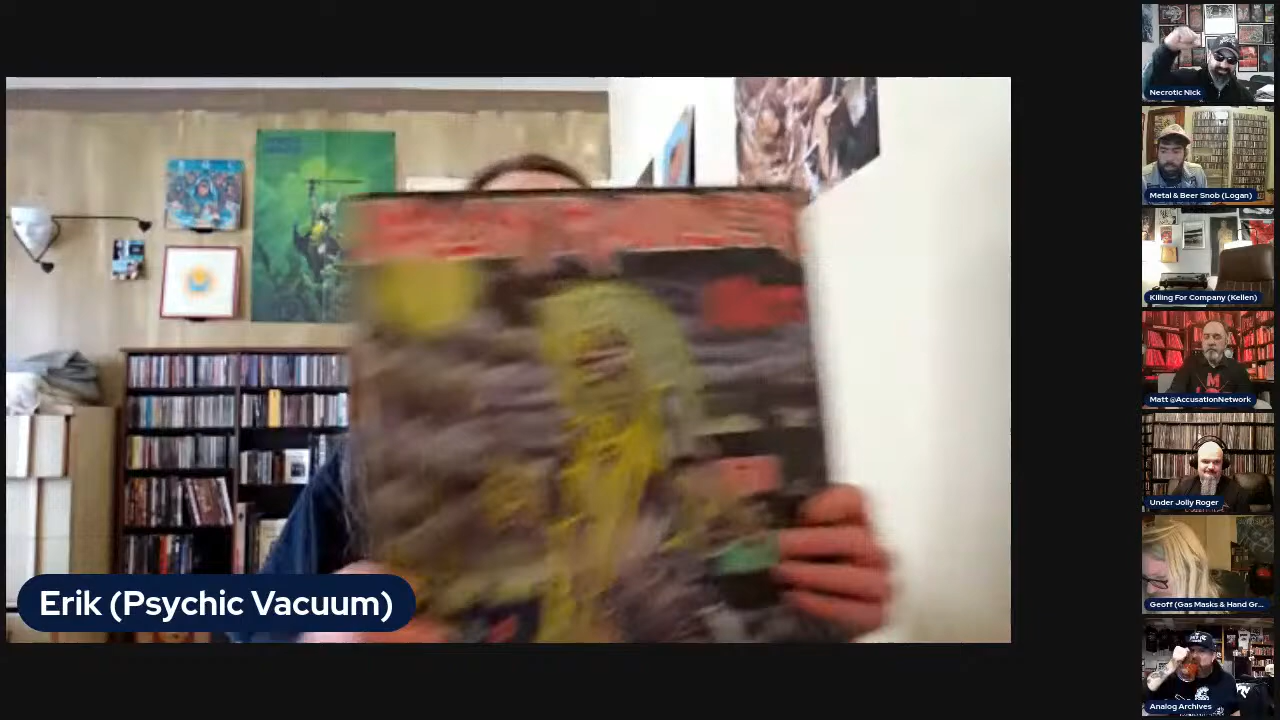 Erik (Psychic Vacuum)
Necrotic Nick
Metal & Beer Snob (Logan)
Killing For Company (Kellen)
Matt @AccusationNetwork
Under Jolly Roger
Geoff (Gas Masks & Hand Gr...
Analog Archives